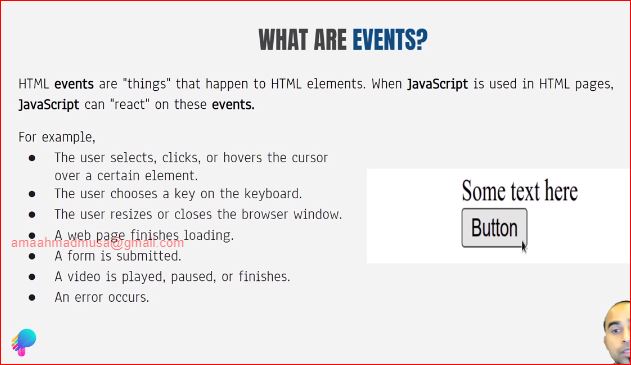 WHAT ARE EVENTS?
HTML events are "things" that happen to HTML elements. When JavaScript is used in HTML pages,
JavaScript can "react" on these events.
For example,
● The user selects, clicks, or hovers the cursor
over a certain element.
● The user chooses a key on the keyboard.
● The user resizes or closes the browser window.
● A web page finishes loading.
amaahmadmusa@gmail.com
● A form is submitted.
● A video is played, paused, or finishes.
● An error occurs.
Some text here
Button